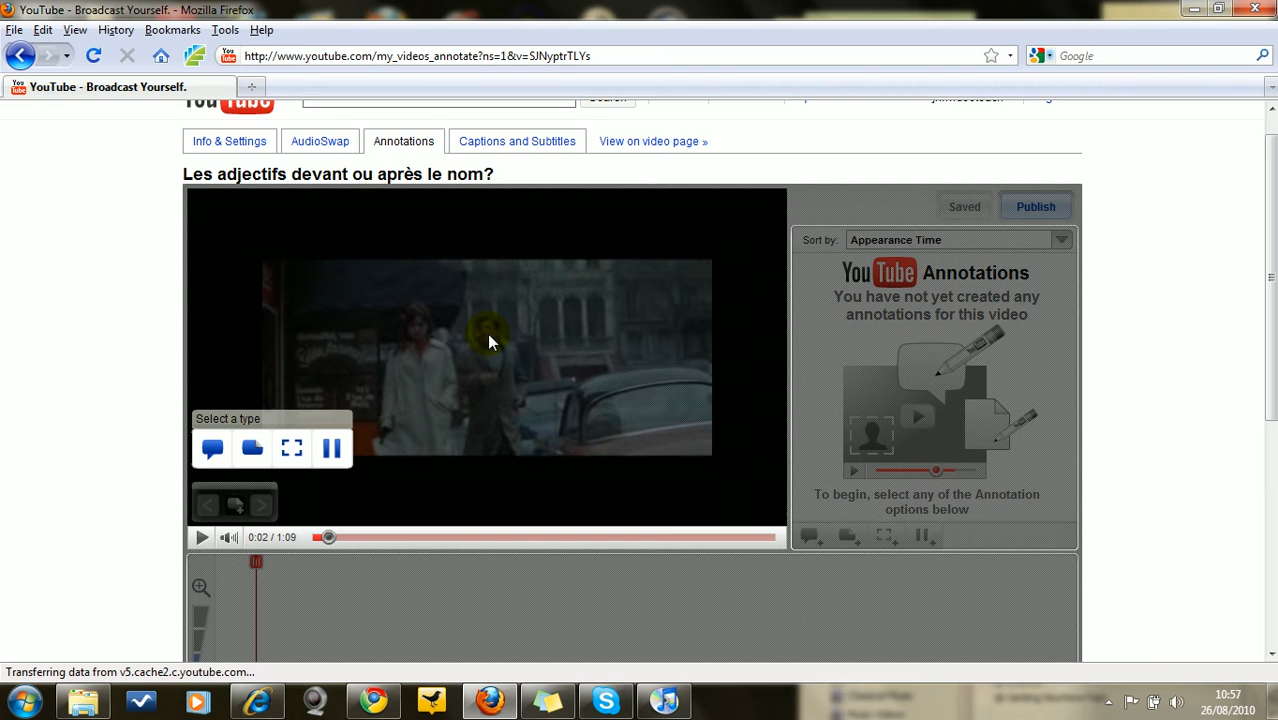 YouTube - Broadcast Yourself. - Mozilla Firefox
File Edit View History Bookmarks Tools Help
http://www.youtube.com/my_videos_annotate?ns=1&v=SJNyptrTLYs
Google
YouTube - Broadcast Yourself.
YouTube
Search
Info & Settings
AudioSwap
Annotations
Captions and Subtitles
View on video page »
Les adjectifs devant ou après le nom?
Saved
Publish
Sort by: Appearance Time
YouTube Annotations
You have not yet created any
annotations for this video
Select a type
To begin, select any of the Annotation
options below
0:02 / 1:09
Transferring data from v5.cache2.c.youtube.com...
10:57
26/08/2010